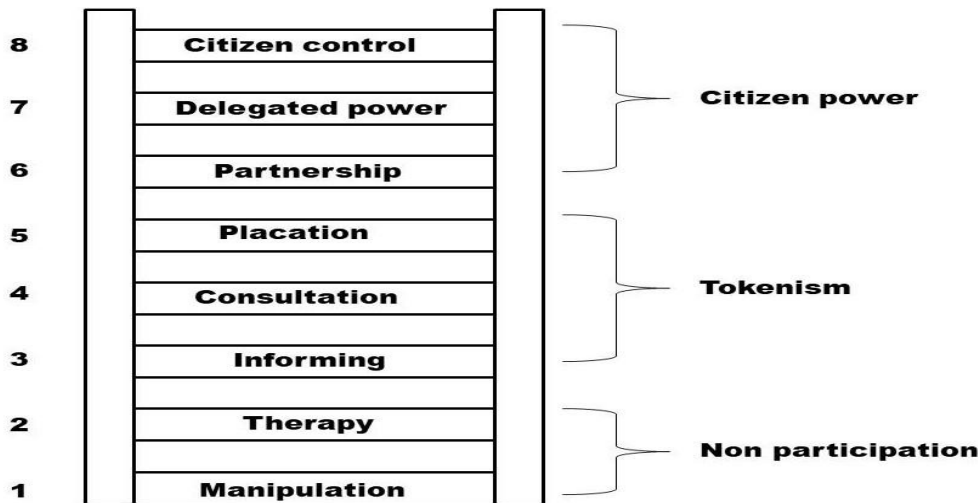 8 Citizen control
7 Delegated power
Citizen power
6 Partnership
5 Placation
4 Consultation
Tokenism
3 Informing
2 Therapy
Non participation
1 Manipulation